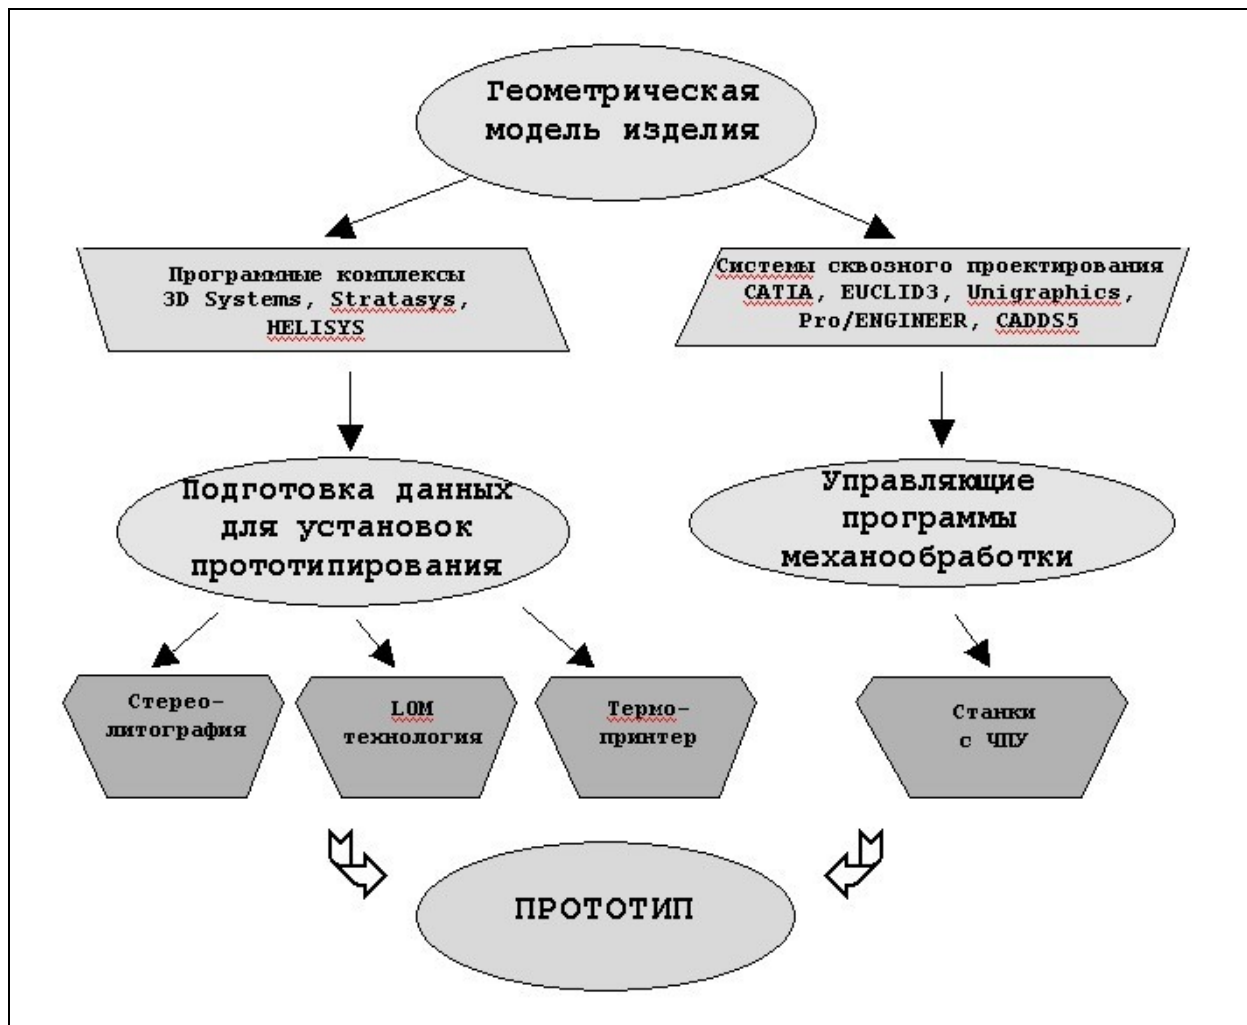 Геометрическая
модель изделия
Программные комплексы
3D Systems, Stratasys,
HELISYS
Системы сквозного проектирования
CATIA, EUCLID3, Unigraphics,
Pro/ENGINEER, CADDS5
Подготовка данных
для установок
прототипирования
Управляющие
программы
механообработки
Стерео-
литография
LOM
технология
Термо-
принтер
Станки
с ЧПУ
ПРОТОТИП